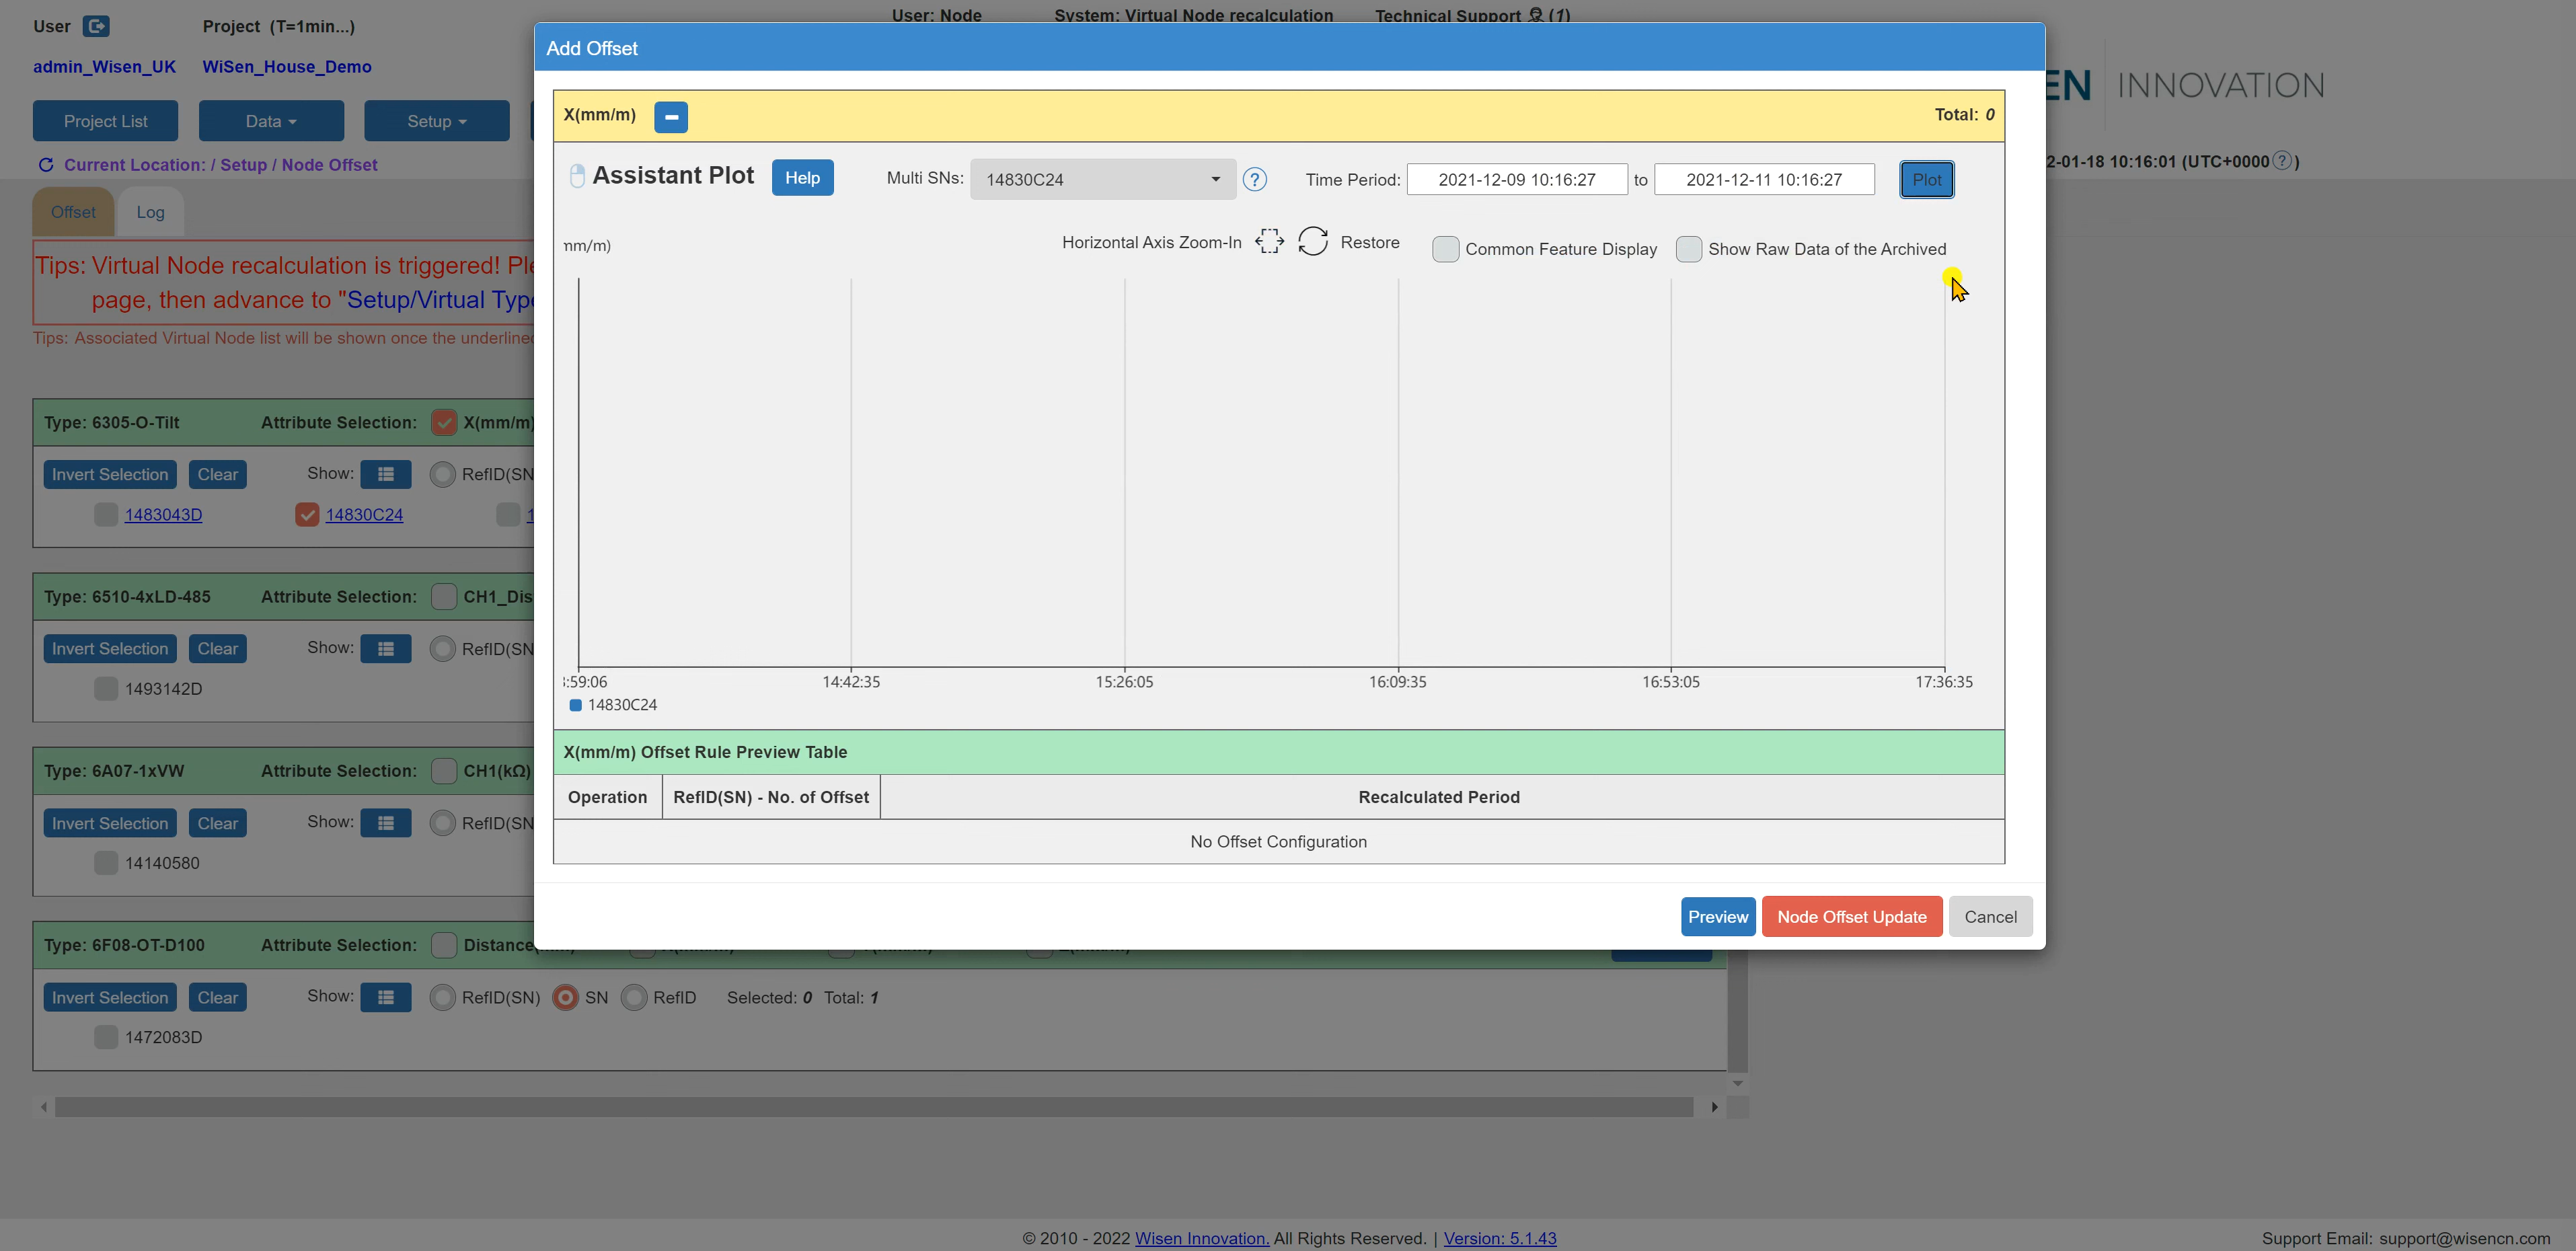 User
Project (T=1min...)
User: Node
System: Virtual Node recalculation
Technical Support (1)
admin_Wisen_UK
WiSen_House_Demo
Add Offset
EN INNOVATION
Project List
Data
Setup
2-01-18 10:16:01 (UTC+0000 ?)
Current Location: / Setup / Node Offset
X(mm/m)
Total: 0
Assistant Plot
Help
Multi SNs:
14830C24
?
Time Period:
2021-12-09 10:16:27
to
2021-12-11 10:16:27
Plot
Offset
Log
mm/m)
Horizontal Axis Zoom-In
Restore
Common Feature Display
Show Raw Data of the Archived
Tips: Virtual Node recalculation is triggered!
page, then advance to "Setup/Virtual
Tips: Associated Virtual Node list will be shown once the
Type: 6305-O-Tilt
Attribute Selection:
X(mm/m)
Invert Selection
Clear
Show:
RefID(SN
1483043D
14830C24
1
Type: 6510-4xLD-485
Attribute Selection:
CH1_Dis
Invert Selection
Clear
Show:
RefID(SN
1493142D
Type: 6A07-1xVW
Attribute Selection:
CH1(kΩ)
Invert Selection
Clear
Show:
RefID(SN
14140580
:59:06
14:42:35
15:26:05
16:09:35
16:53:05
17:36:35
14830C24
X(mm/m) Offset Rule Preview Table
Operation
RefID(SN) - No. of Offset
Recalculated Period
No Offset Configuration
Preview
Node Offset Update
Cancel
Type: 6F08-OT-D100
Attribute Selection:
Distance
Invert Selection
Clear
Show:
RefID(SN)
SN
RefID
Selected: 0
Total: 1
1472083D
© 2010 - 2022 Wisen Innovation. All Rights Reserved. | Version: 5.1.43
Support Email: support@wisencn.com